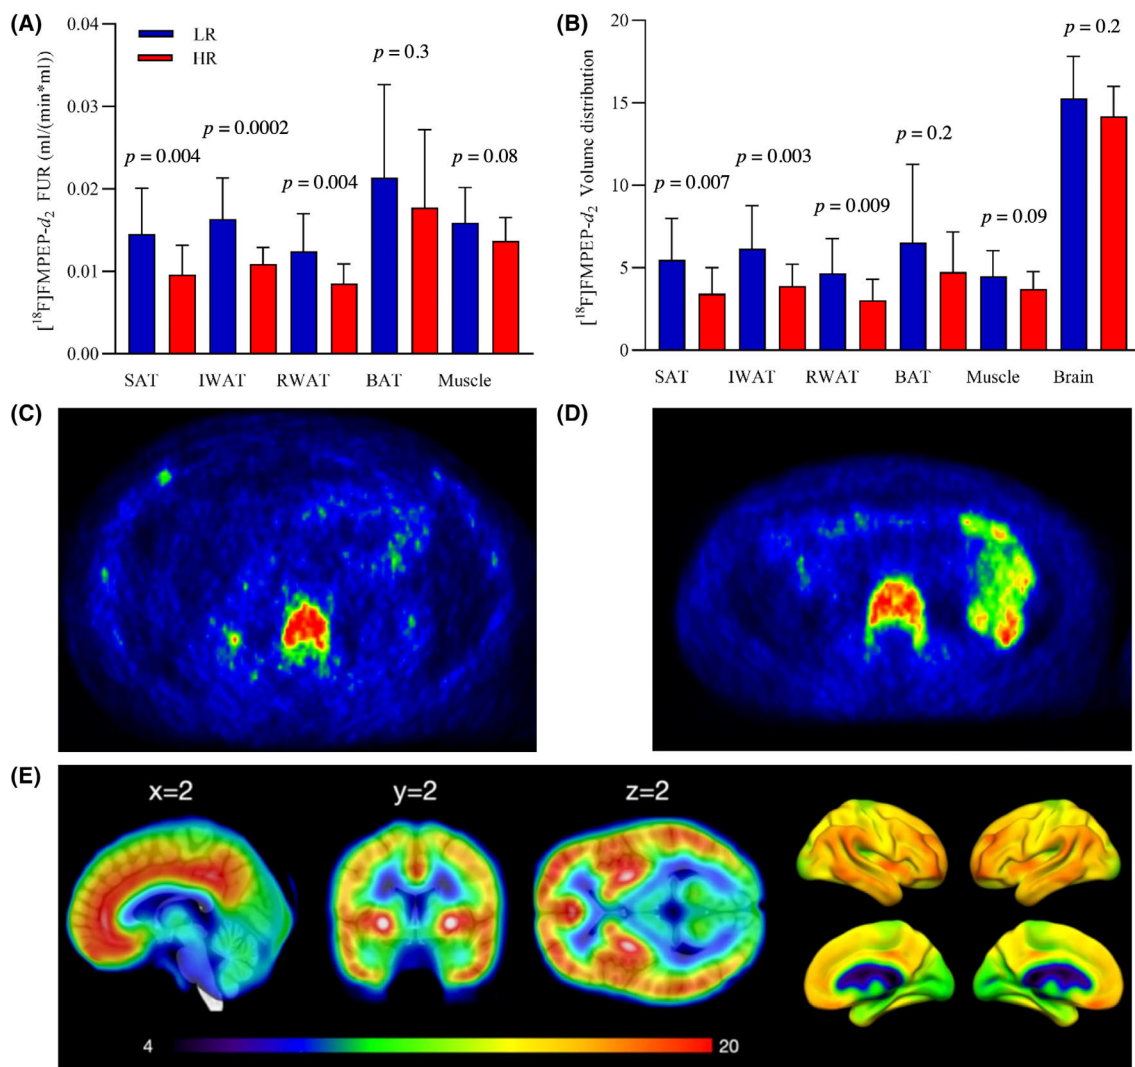 (A)
[¹⁸F]FMPEP-d₂ FUR (ml/(min*ml))
0.04
0.03
0.02
0.01
0.00
LR
HR
p = 0.004
p = 0.0002
p = 0.004
p = 0.3
p = 0.08
SAT IWAT RWAT BAT Muscle
(B)
[¹⁸F]FMPEP-d₂ Volume distribution
20
15
10
5
0
p = 0.007
p = 0.003
p = 0.009
p = 0.2
p = 0.09
p = 0.2
SAT IWAT RWAT BAT Muscle Brain
(C)
(D)
(E)
x=2 y=2 z=2
4 20